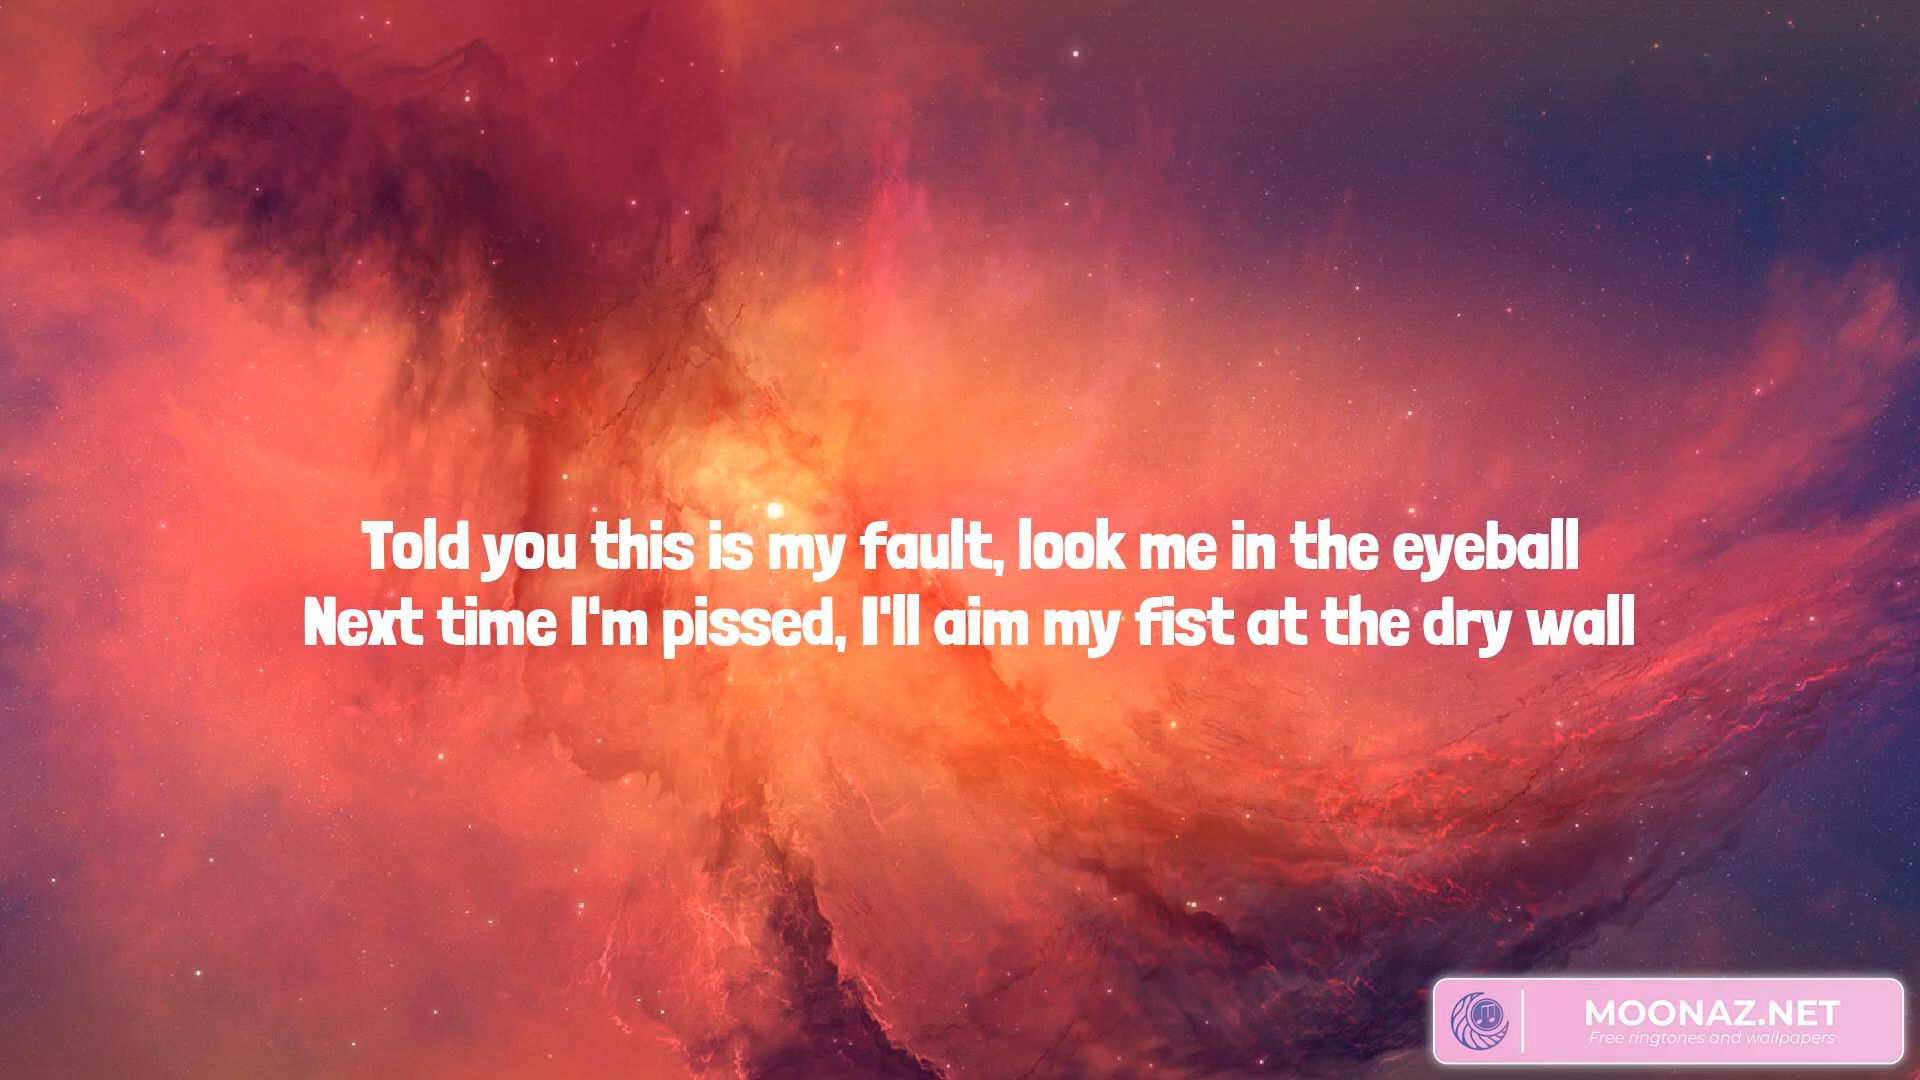 Told you this is my fault, look me in the eyeball
Next time I'm pissed, I'll aim my fist at the dry wall
MOONAZ.NET
Free ringtones and wallpapers